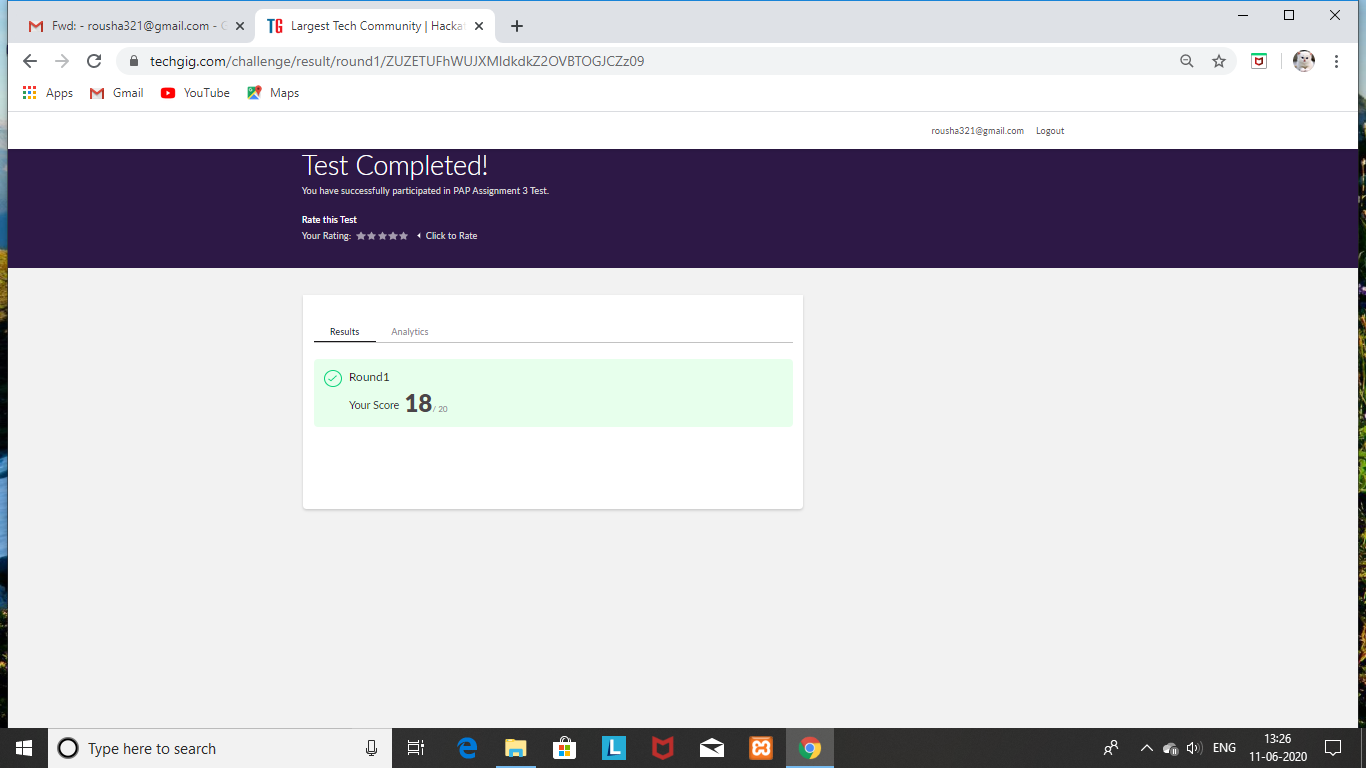 Fwd: - rousha321@gmail.com -
TG Largest Tech Community | Hacka
techgig.com/challenge/result/round1/ZUZETUFhWUJXMldkdkZ2OVBTOGJCZz09
Apps Gmail YouTube Maps
rousha321@gmail.com Logout
Test Completed!
You have successfully participated in PAP Assignment 3 Test.
Rate this Test
Your Rating: Click to Rate
Results Analytics
Round1
Your Score 18 / 20
Type here to search
L
ENG
13:26
11-06-2020